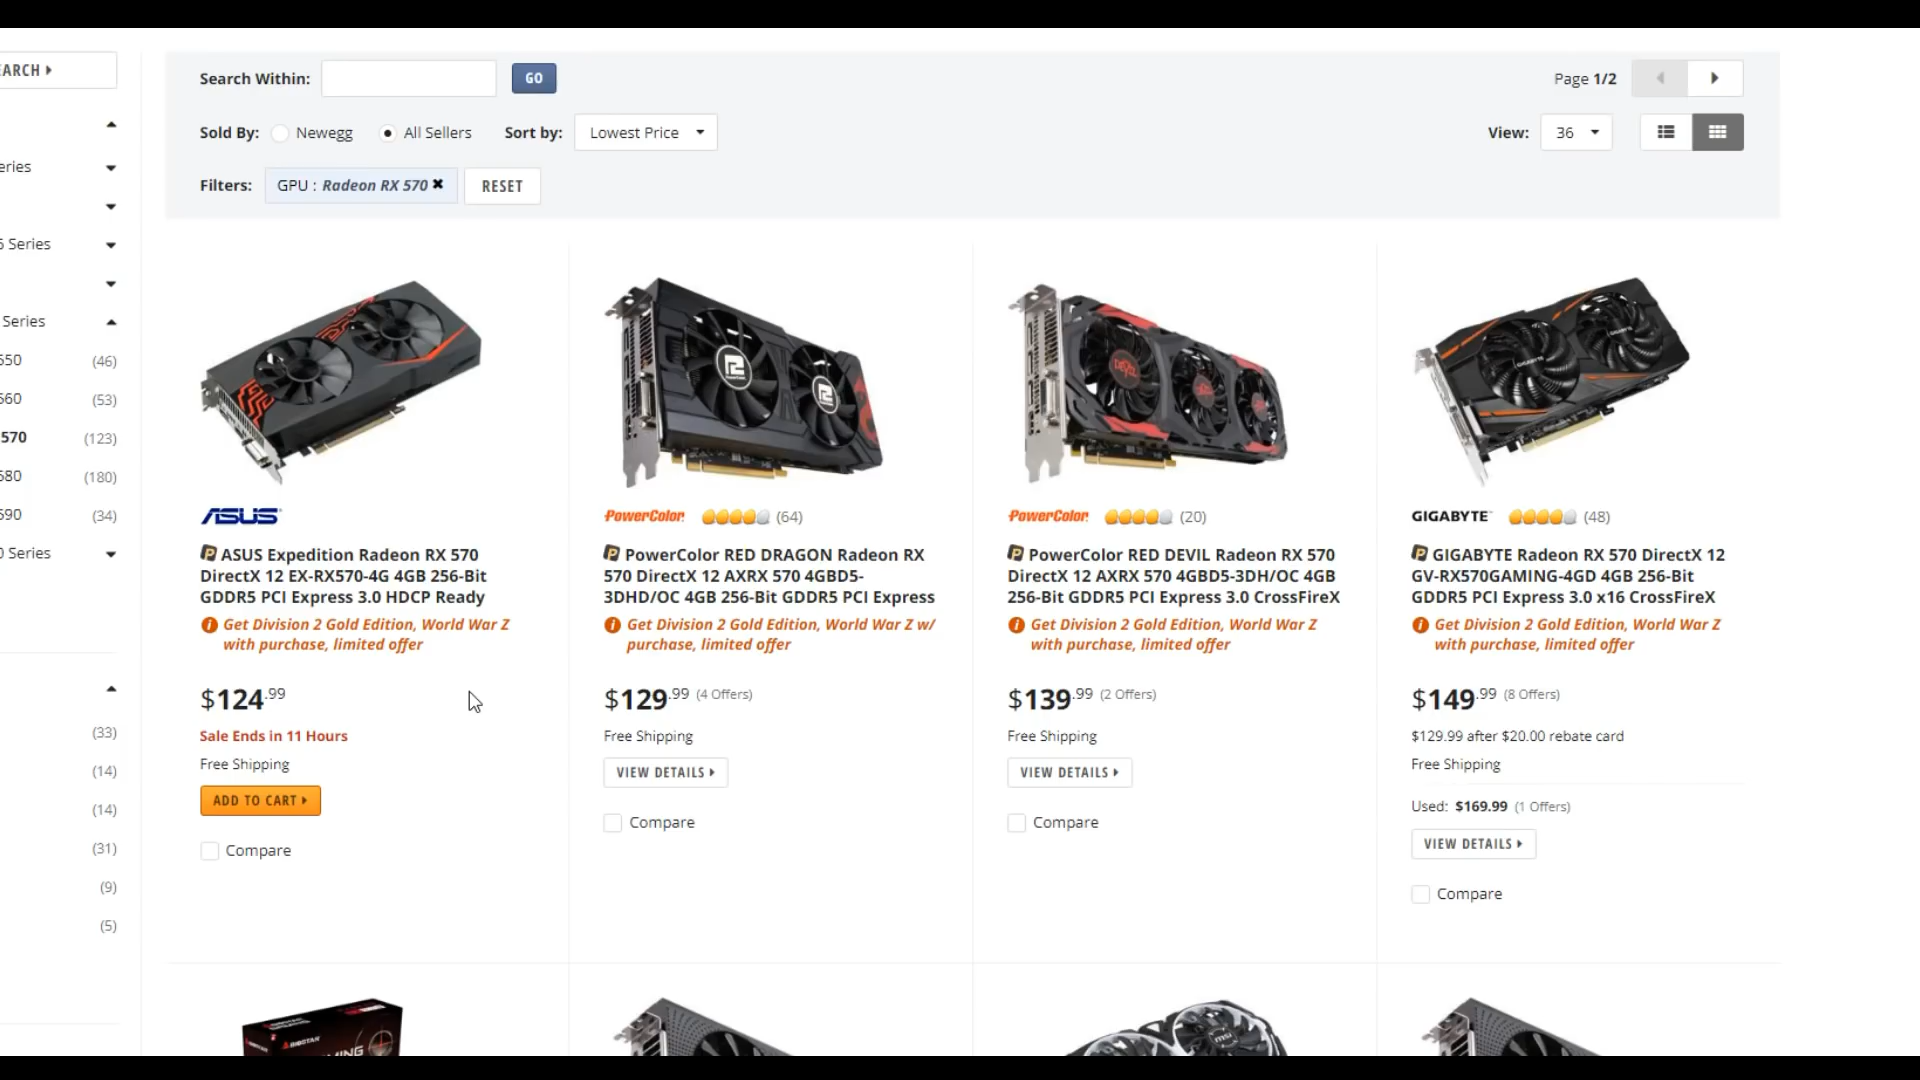 EARCH
Search Within:
GO
Page 1/2
Sold By: Newegg All Sellers Sort by: Lowest Price
View: 36
Filters: GPU : Radeon RX 570 ✖ RESET
eries
6 Series
Series
550 (46)
560 (53)
570 (123)
580 (180)
590 (34)
0 Series
(33)
(14)
(14)
(31)
(9)
(5)
ASUS
ASUS Expedition Radeon RX 570
DirectX 12 EX-RX570-4G 4GB 256-Bit
GDDR5 PCI Express 3.0 HDCP Ready
Get Division 2 Gold Edition, World War Z
with purchase, limited offer
$124.99
Sale Ends in 11 Hours
Free Shipping
ADD TO CART
Compare
PowerColor (64)
PowerColor RED DRAGON Radeon RX
570 DirectX 12 AXRX 570 4GBD5-
3DHD/OC 4GB 256-Bit GDDR5 PCI Express
Get Division 2 Gold Edition, World War Z w/
purchase, limited offer
$129.99 (4 Offers)
Free Shipping
VIEW DETAILS
Compare
DEVIL
PowerColor (20)
PowerColor RED DEVIL Radeon RX 570
DirectX 12 AXRX 570 4GBD5-3DH/OC 4GB
256-Bit GDDR5 PCI Express 3.0 CrossFireX
Get Division 2 Gold Edition, World War Z
with purchase, limited offer
$139.99 (2 Offers)
Free Shipping
VIEW DETAILS
Compare
GIGABYTE
GIGABYTE
GIGABYTE (48)
GIGABYTE Radeon RX 570 DirectX 12
GV-RX570GAMING-4GD 4GB 256-Bit
GDDR5 PCI Express 3.0 x16 CrossFireX
Get Division 2 Gold Edition, World War Z
with purchase, limited offer
$149.99 (8 Offers)
$129.99 after $20.00 rebate card
Free Shipping
Used: $169.99 (1 Offers)
VIEW DETAILS
Compare
BIOSTAR
msi